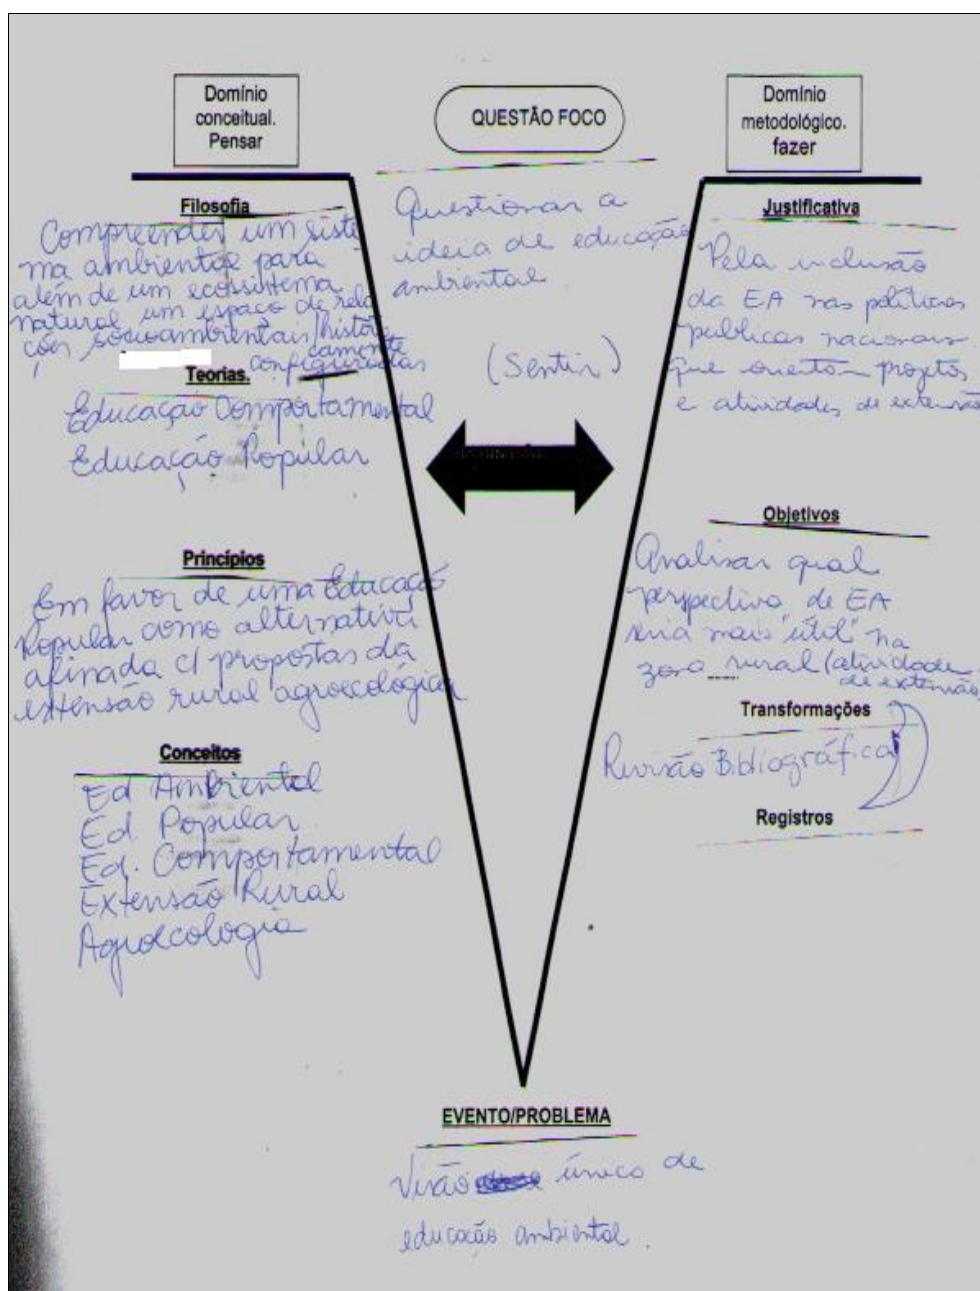 Domínio
conceitual.
Pensar
QUESTÃO FOCO
Domínio
metodológico.
fazer
Filosofia
Compreender um siste
ma ambiental para
além de um ecossistema
natural um espaço de rela
ções socioambientais/histori
camente
configuradas
Teorias.
Educação Comportamental
Educação Popular
Princípios
Em favor de uma Educação
Popular como alternativa
afinada c/ propostas da
extensão rural agroecológica
Conceitos
Ed Ambiental
Ed. Popular
Ed. Comportamental
Extensão Rural
Agroecologia
Questionar a
ideia de educação
ambiental.
(Sentir)
Justificativa
Pela inclusão
da EA nas políticas
públicas nacionais.
que orientam projetos
e atividades de extensão
Objetivos
Analisar qual
perspectiva de EA
seria mais "útil" na
zona rural (atividades
de extensão)
Transformações
Revisão Bibliográfica
Registros
EVENTO/PROBLEMA
Visão único de
educação ambiental.